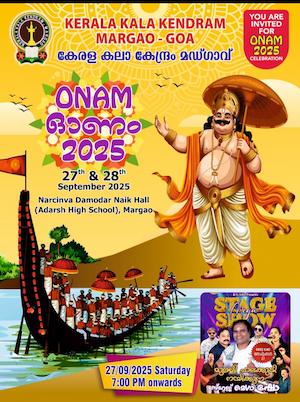 KERALA KALA KENDRAM
MARGAO - GOA
കേരള കലാ കേന്ദ്രം മഡ്ഗാവ്
YOU ARE
INVITED
FOR
ONAM
2025
CELEBRATION
ONAM
ഓണം
2025
27th & 28th
September 2025
Narcinva Damodar Naik Hall
(Adarsh High School), Margao
STAGE
SHOW
27/09/2025 Saturday
7:00 PM onwards